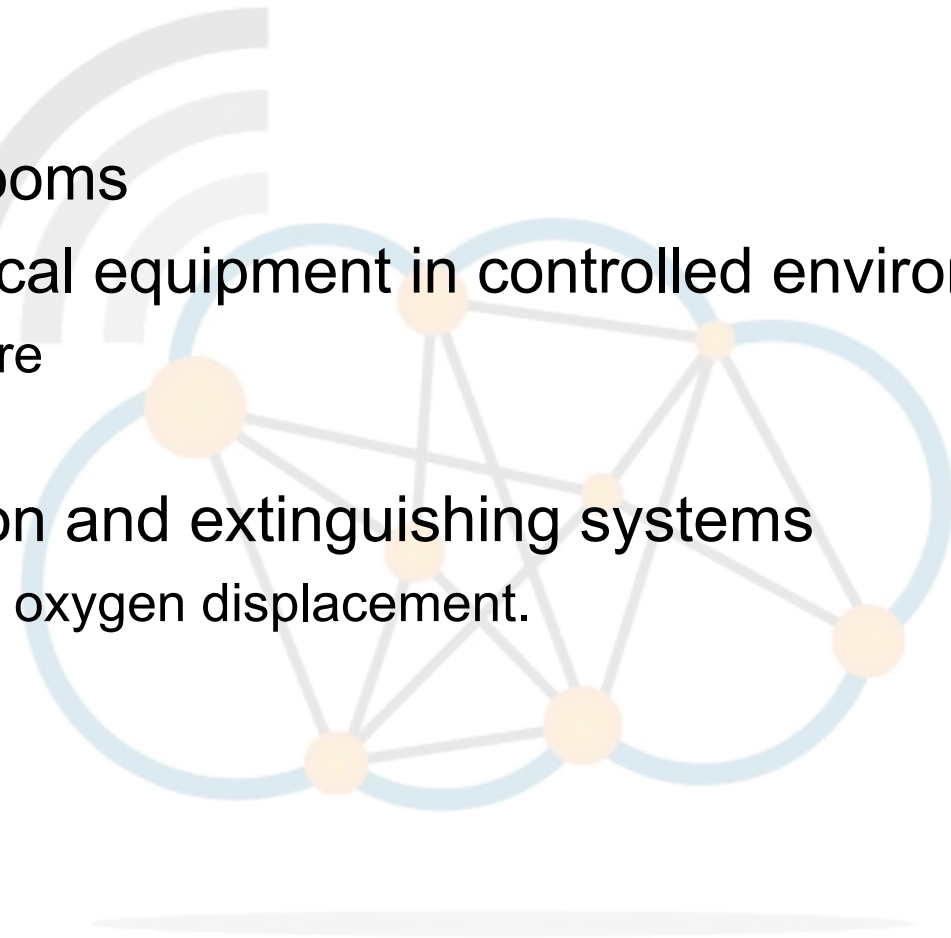 ooms
cal equipment in controlled enviro
re
on and extinguishing systems
oxygen displacement.